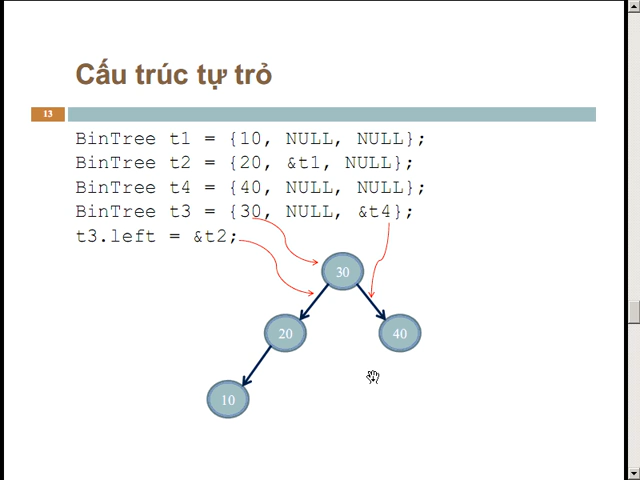 Cấu trúc tự trỏ
13
BinTree t1 = {10, NULL, NULL};
BinTree t2 = {20, &t1, NULL};
BinTree t4 = {40, NULL, NULL};
BinTree t3 = {30, NULL, &t4};
t3.left = &t2;
30
20
40
10